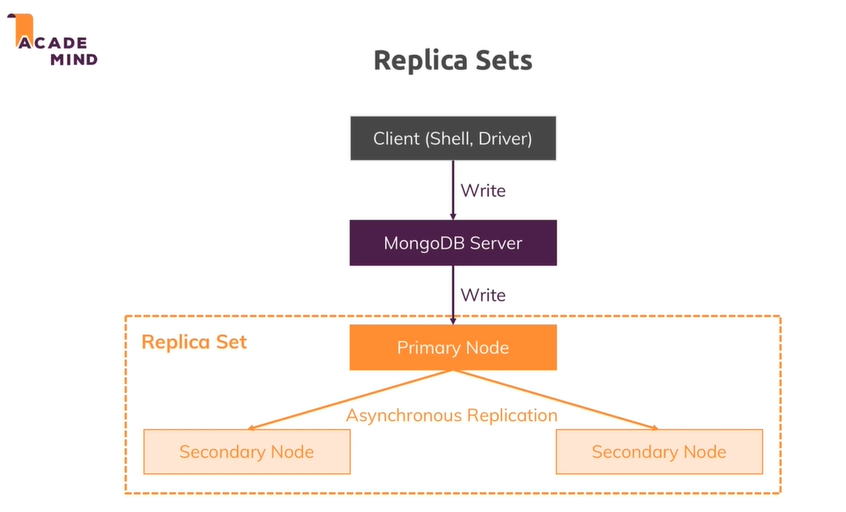 ACADE
MIND
Replica Sets
Client (Shell, Driver)
Write
MongoDB Server
Write
Replica Set
Primary Node
Asynchronous Replication
Secondary Node
Secondary Node